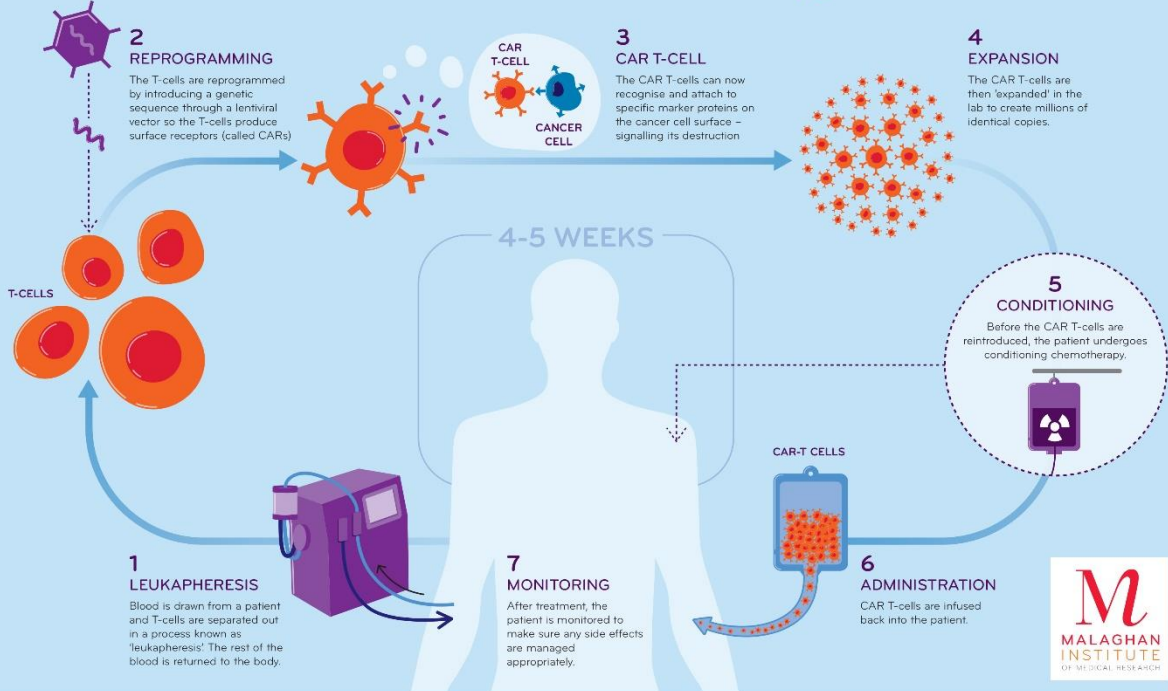 2
REPROGRAMMING
The T-cells are reprogrammed
by introducing a genetic
sequence through a lentiviral
vector so the T-cells produce
surface receptors (called CARs)
CAR
T-CELL
CANCER
CELL
3
CAR T-CELL
The CAR T-cells can now
recognise and attach to
specific marker proteins on
the cancer cell surface –
signalling its destruction
4
EXPANSION
The CAR T-cells are
then 'expanded' in the
lab to create millions of
identical copies.
4-5 WEEKS
T-CELLS
5
CONDITIONING
Before the CAR T-cells are
reintroduced, the patient undergoes
conditioning chemotherapy.
CAR-T CELLS
1
LEUKAPHERESIS
Blood is drawn from a patient
and T-cells are separated out
in a process known as
'leukapheresis'. The rest of the
blood is returned to the body.
7
MONITORING
After treatment, the
patient is monitored to
make sure any side effects
are managed
appropriately.
6
ADMINISTRATION
CAR T-cells are infused
back into the patient.
M
MALAGHAN
INSTITUTE
OF MEDICAL RESEARCH